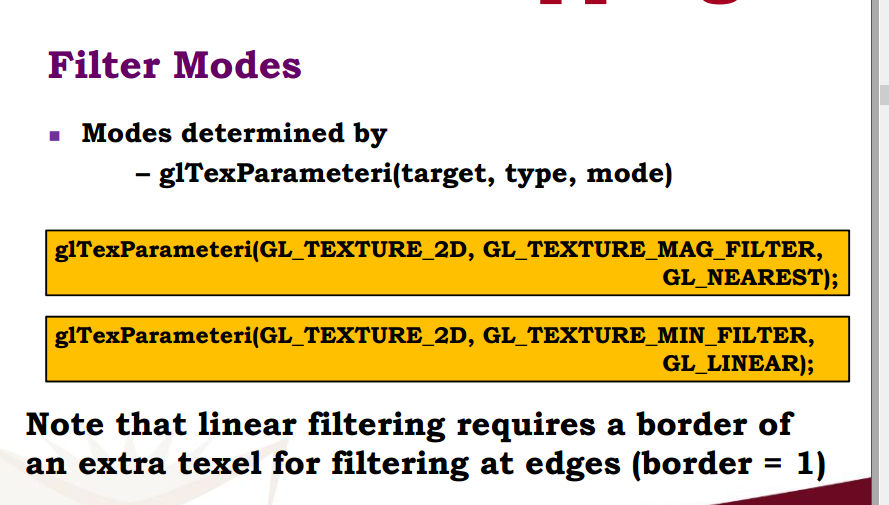 Filter Modes
▪ Modes determined by
– glTexParameteri(target, type, mode)
glTexParameteri(GL_TEXTURE_2D, GL_TEXTURE_MAG_FILTER,
GL_NEAREST);
glTexParameteri(GL_TEXTURE_2D, GL_TEXTURE_MIN_FILTER,
GL_LINEAR);
Note that linear filtering requires a border of
an extra texel for filtering at edges (border = 1)